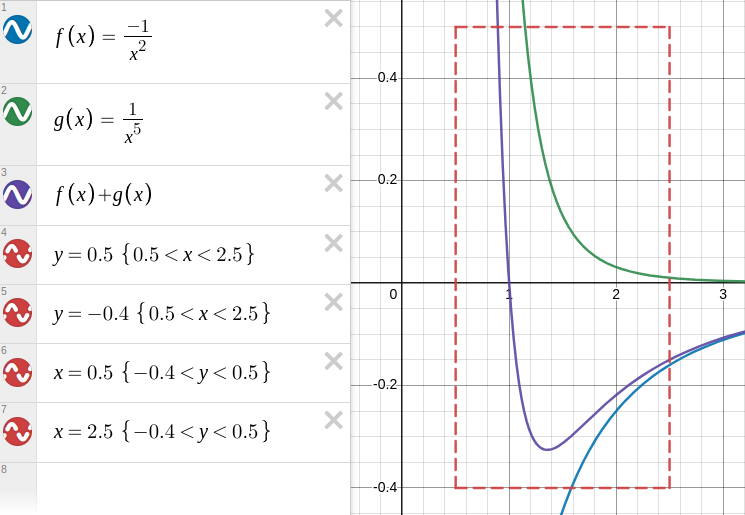 1
f(x) = −1/x²
2
g(x) = 1/x⁵
3
f(x)+g(x)
4
y = 0.5 {0.5 < x < 2.5}
5
y = −0.4 {0.5 < x < 2.5}
6
x = 0.5 {−0.4 < y < 0.5}
7
x = 2.5 {−0.4 < y < 0.5}
8
0.4
0.2
0 1 2 3
-0.2
-0.4